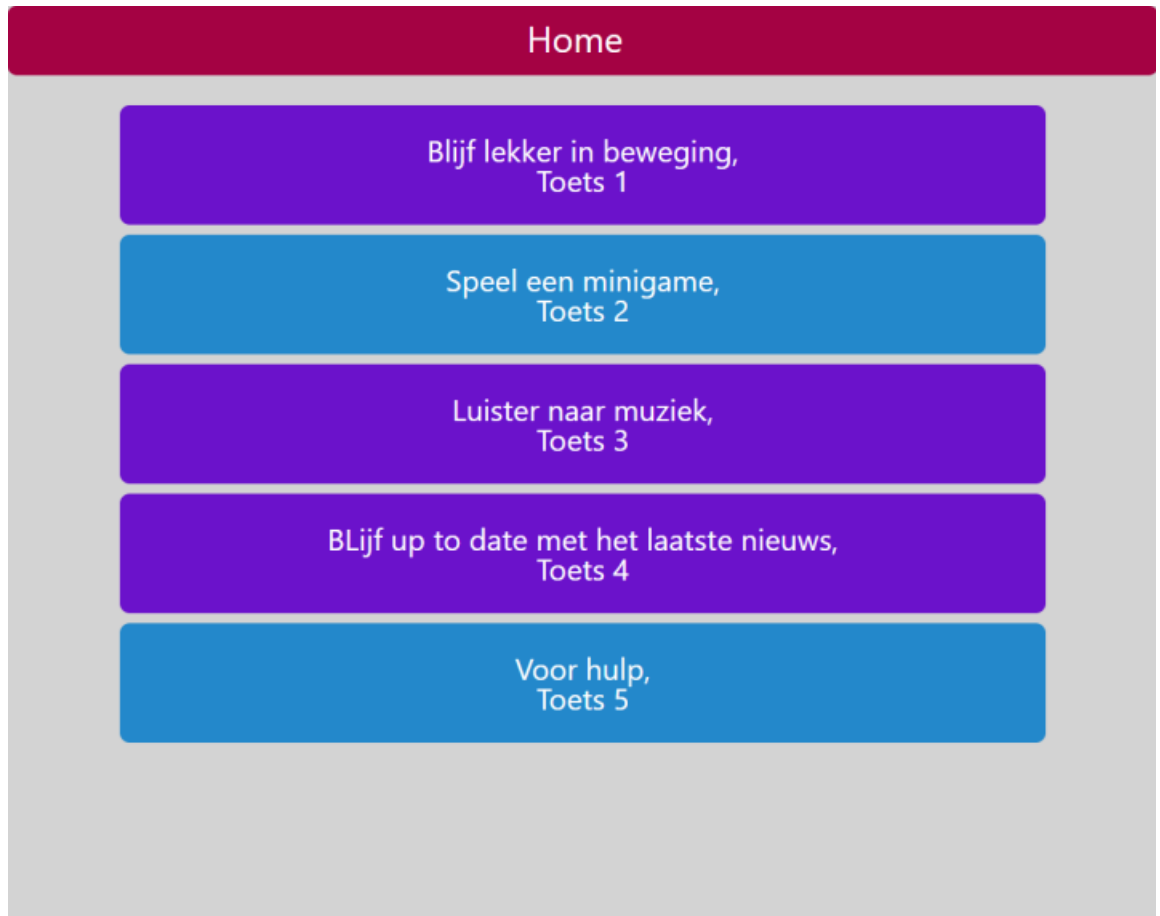 Home
Blijf lekker in beweging,
Toets 1
Speel een minigame,
Toets 2
Luister naar muziek,
Toets 3
BLijf up to date met het laatste nieuws,
Toets 4
Voor hulp,
Toets 5